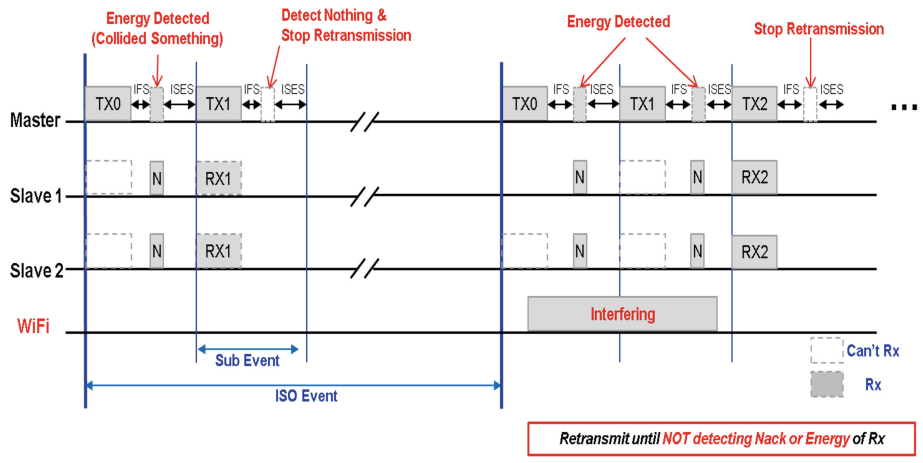 Energy Detected
(Collided Something)
Detect Nothing &
Stop Retransmission
Energy Detected
Stop Retransmission
Master TX0 IFS ISES TX1 IFS ISES TX0 IFS ISES TX1 IFS ISES TX2 IFS ISES ...
Slave 1 N RX1 N N RX2
Slave 2 N RX1 N N RX2
WiFi Interfering
Sub Event
ISO Event
Can't Rx
Rx
Retransmit until NOT detecting Nack or Energy of Rx